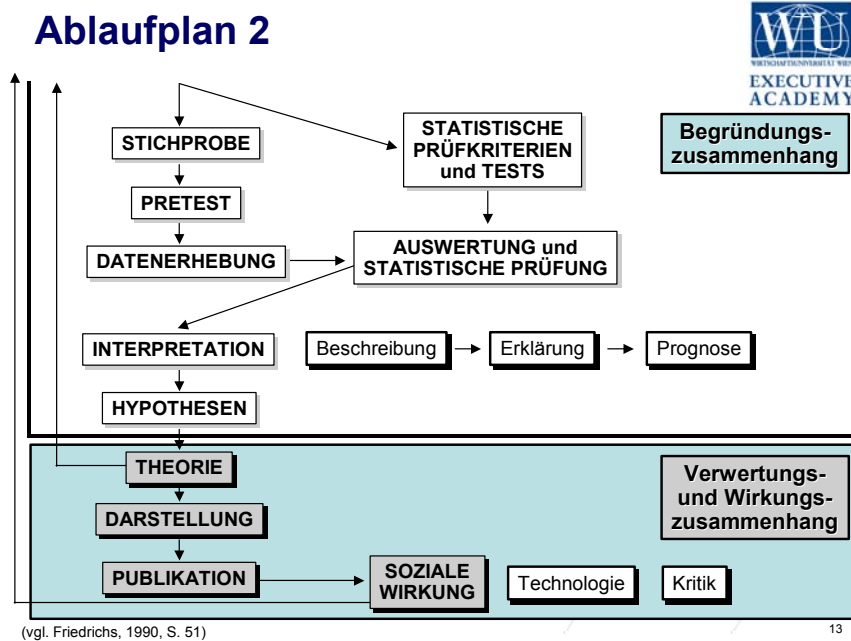 Ablaufplan 2
WU
WIRTSCHAFTSUNIVERSITÄT WIEN
EXECUTIVE
ACADEMY
STICHPROBE
STATISTISCHE
PRÜFKRITERIEN
und TESTS
Begründungs-
zusammenhang
PRETEST
DATENERHEBUNG
AUSWERTUNG und
STATISTISCHE PRÜFUNG
INTERPRETATION
Beschreibung
Erklärung
Prognose
HYPOTHESEN
THEORIE
Verwertungs-
und Wirkungs-
zusammenhang
DARSTELLUNG
PUBLIKATION
SOZIALE
WIRKUNG
Technologie
Kritik
(vgl. Friedrichs, 1990, S. 51)
13